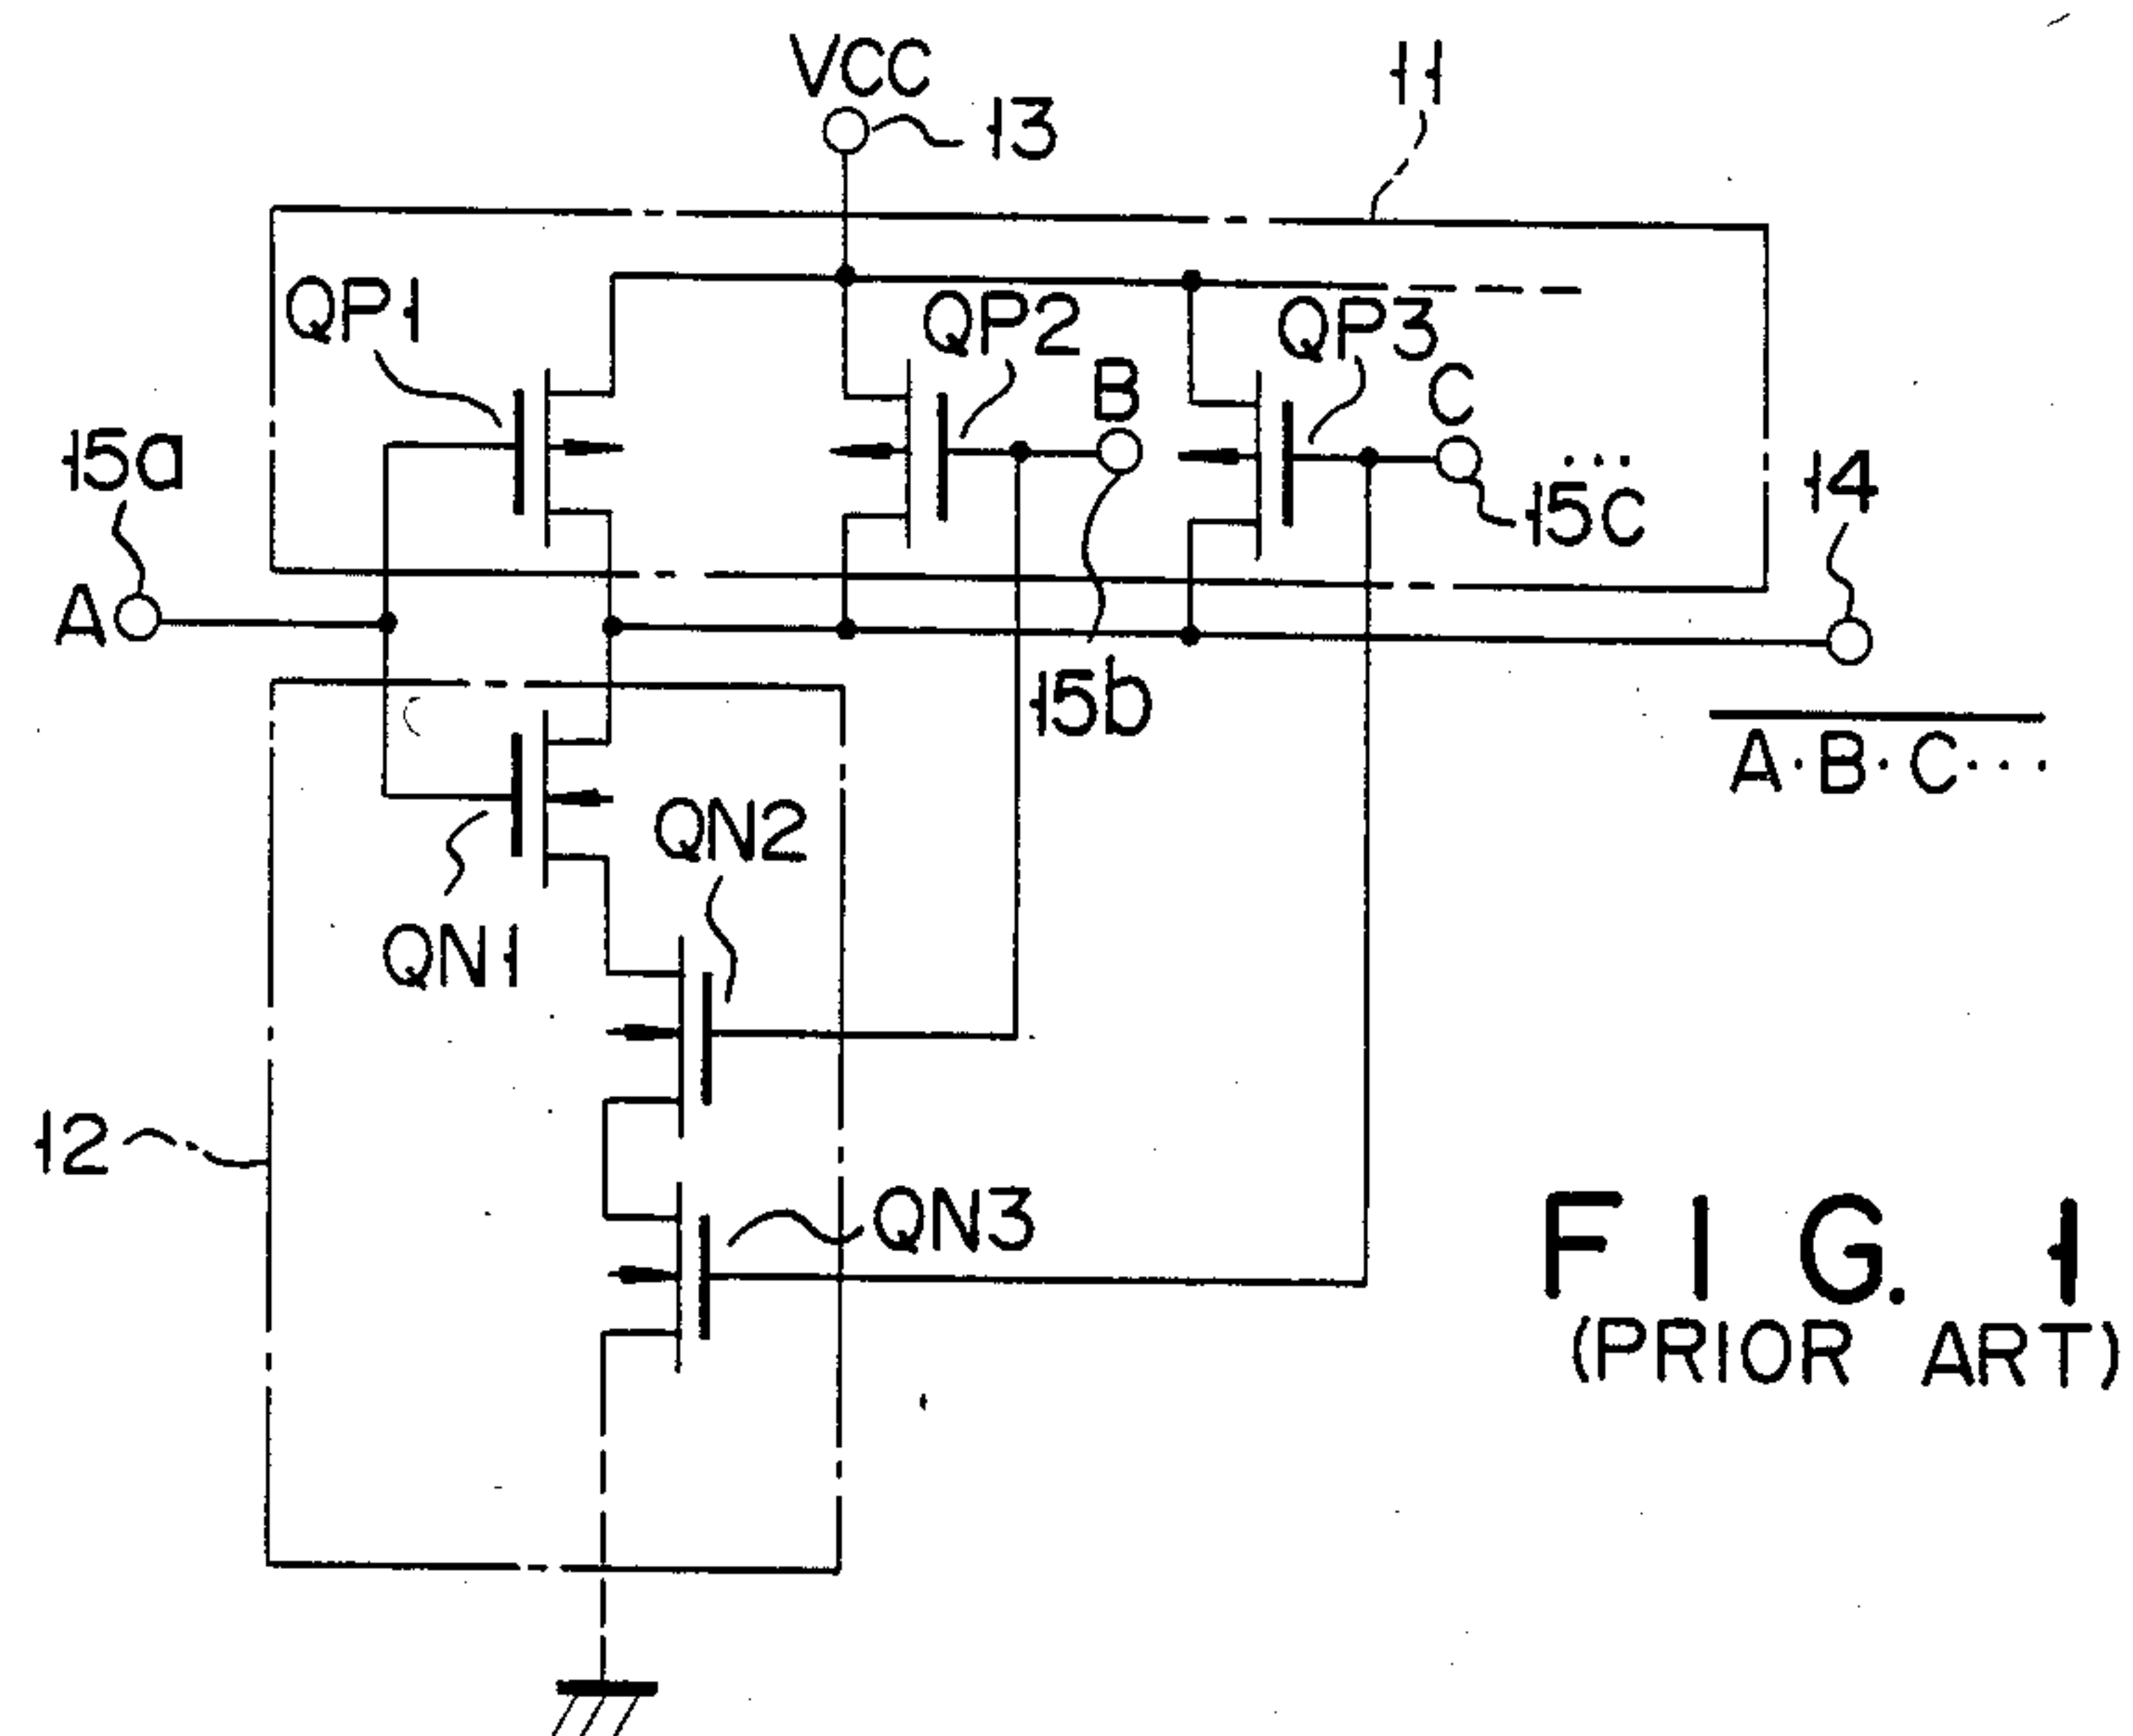 VCC
13
11
QP1
QP2
QP3
B
C
15a
...
15C
14
A
15b
A·B·C···
QN1
QN2
12
QN3
FIG. 1
(PRIOR ART)